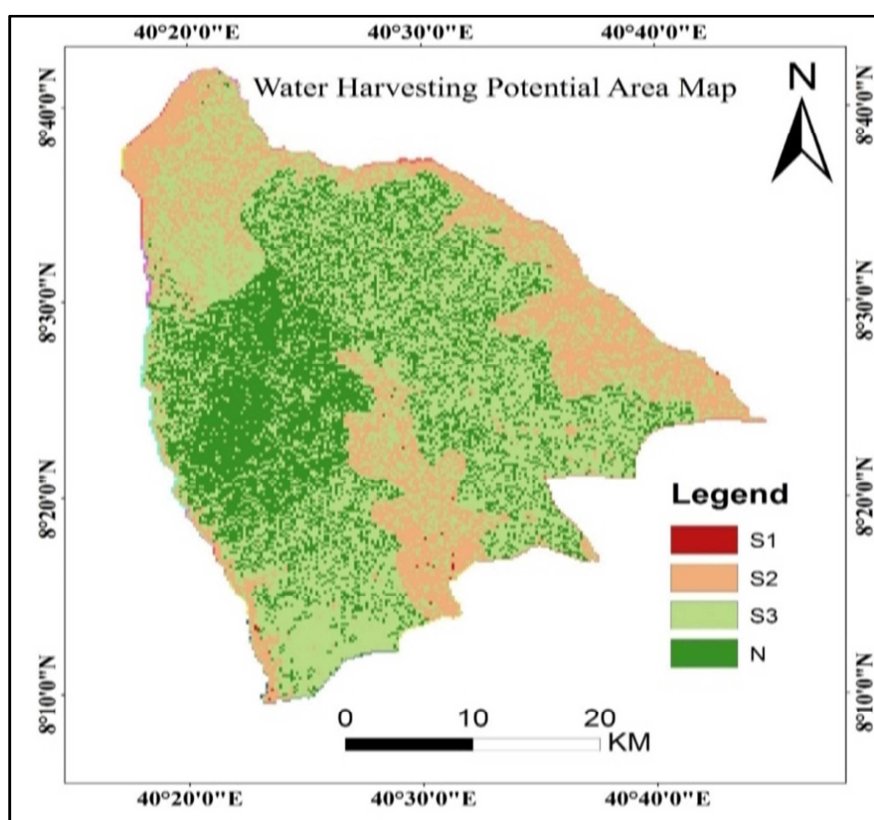 40°20'0"E 40°30'0"E 40°40'0"E
Water Harvesting Potential Area Map
N
8°40'0"N 8°40'0"N
8°30'0"N 8°30'0"N
8°20'0"N 8°20'0"N
Legend
S1
S2
S3
N
8°10'0"N 8°10'0"N
0 10 20
KM
40°20'0"E 40°30'0"E 40°40'0"E